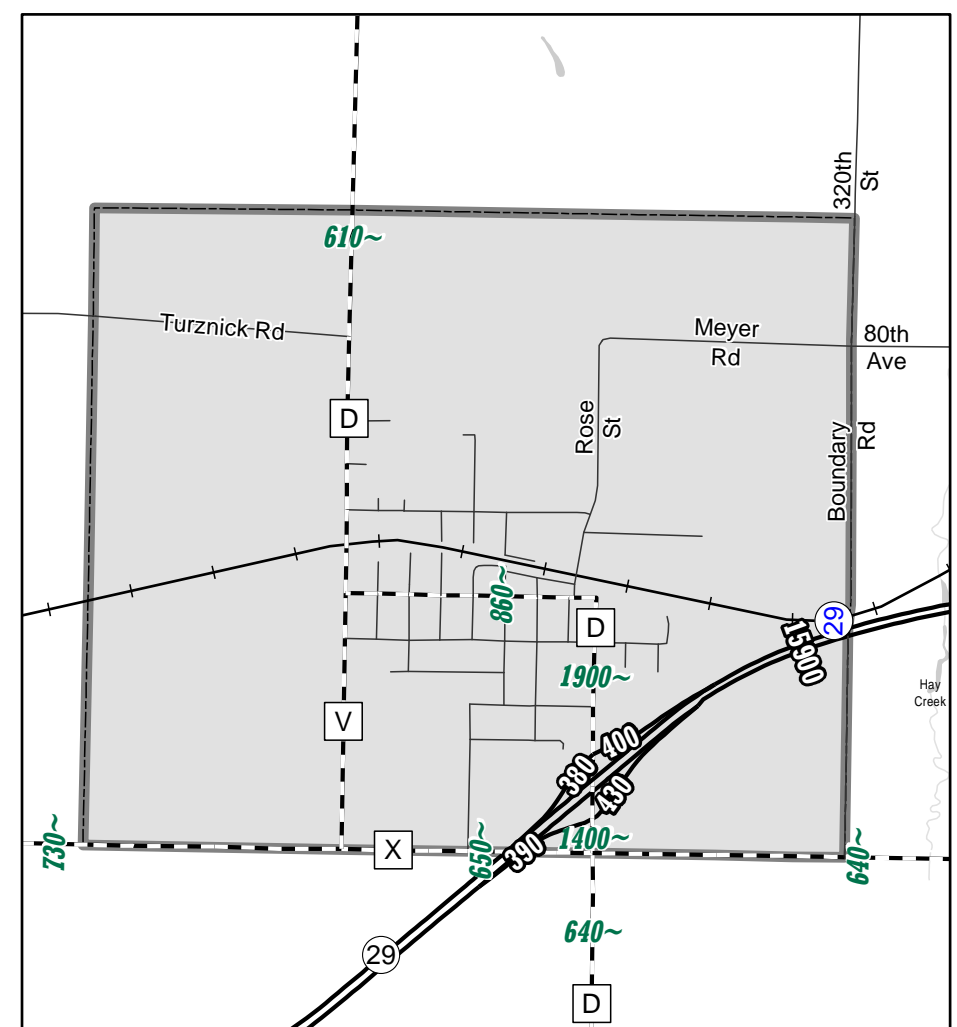 320th
St
610~
Turznick Rd
Meyer
Rd
80th
Ave
D
Rose
St
Boundary
Rd
860~
29
D
15900
1900~
Hay
Creek
V
400
380
430
730~
X
650~
390
1400~
640~
640~
29
D